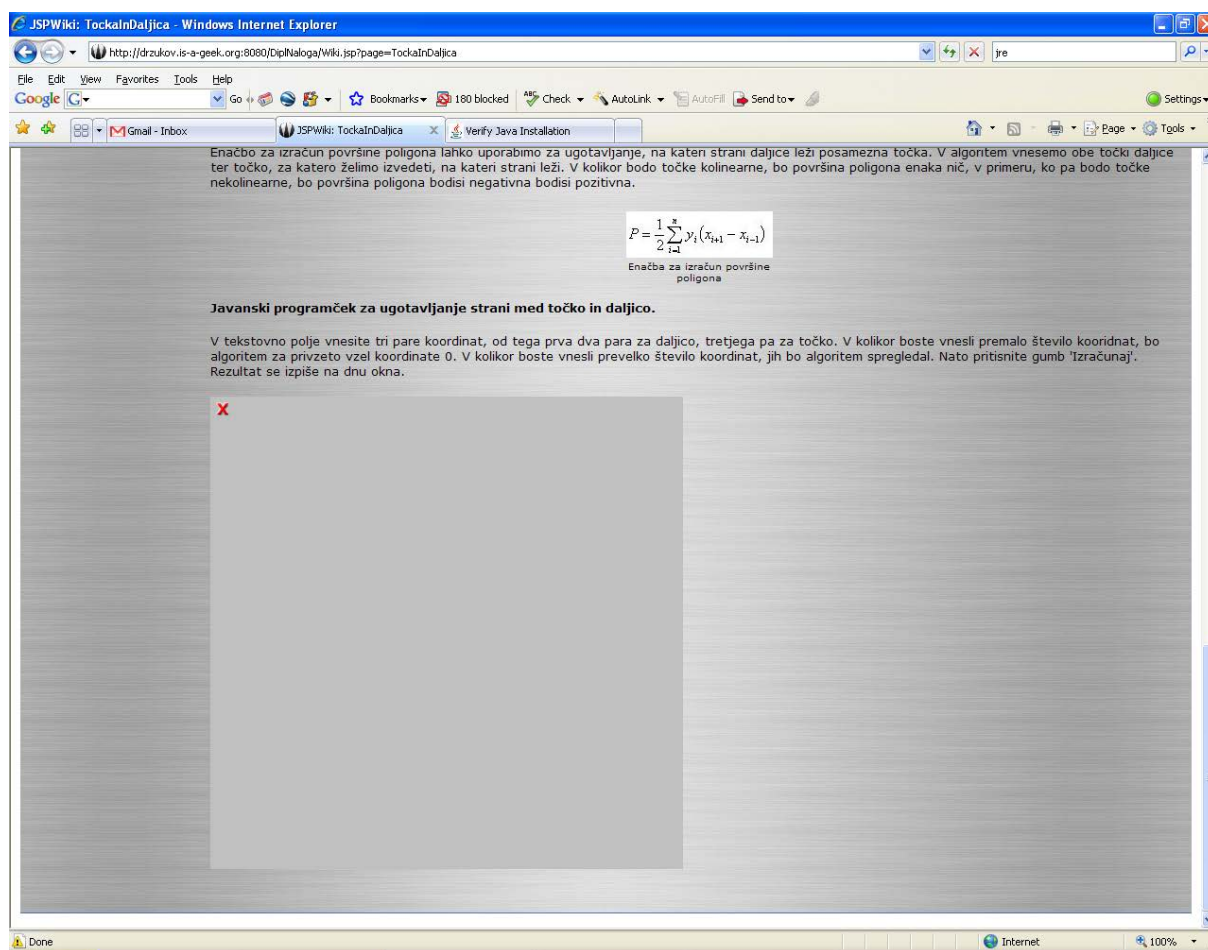 JSPWiki: TockaInDaljica - Windows Internet Explorer
http://drzukov.is-a-geek.org:8080/DiplNaloga/Wiki.jsp?page=TockaInDaljica
jre
File Edit View Favorites Tools Help
Google G Go Bookmarks 180 blocked Check AutoLink AutoFill Send to Settings
Gmail - Inbox JSPWiki: TockaInDaljica X Verify Java Installation Page Tools
Enačbo za izračun površine poligona lahko uporabimo za ugotavljanje, na kateri strani daljice leži posamezna točka. V algoritem vnesemo obe točki daljice
ter točko, za katero želimo izvedeti, na kateri strani leži. V kolikor bodo točke kolinearne, bo površina poligona enaka nič, v primeru, ko pa bodo točke
nekolinearne, bo površina poligona bodisi negativna bodisi pozitivna.
P = 1/2 ∑ i=1 n y_i (x_{i+1} − x_{i−1})
Enačba za izračun površine
poligona
Javanski programček za ugotavljanje strani med točko in daljico.
V tekstovno polje vnesite tri pare koordinat, od tega prva dva para za daljico, tretjega pa za točko. V kolikor boste vnesli premalo število kooridnat, bo
algoritem za privzeto vzel koordinate 0. V kolikor boste vnesli preveliko število koordinat, jih bo algoritem spregledal. Nato pritisnite gumb 'Izračunaj'.
Rezultat se izpiše na dnu okna.
Done Internet 100%